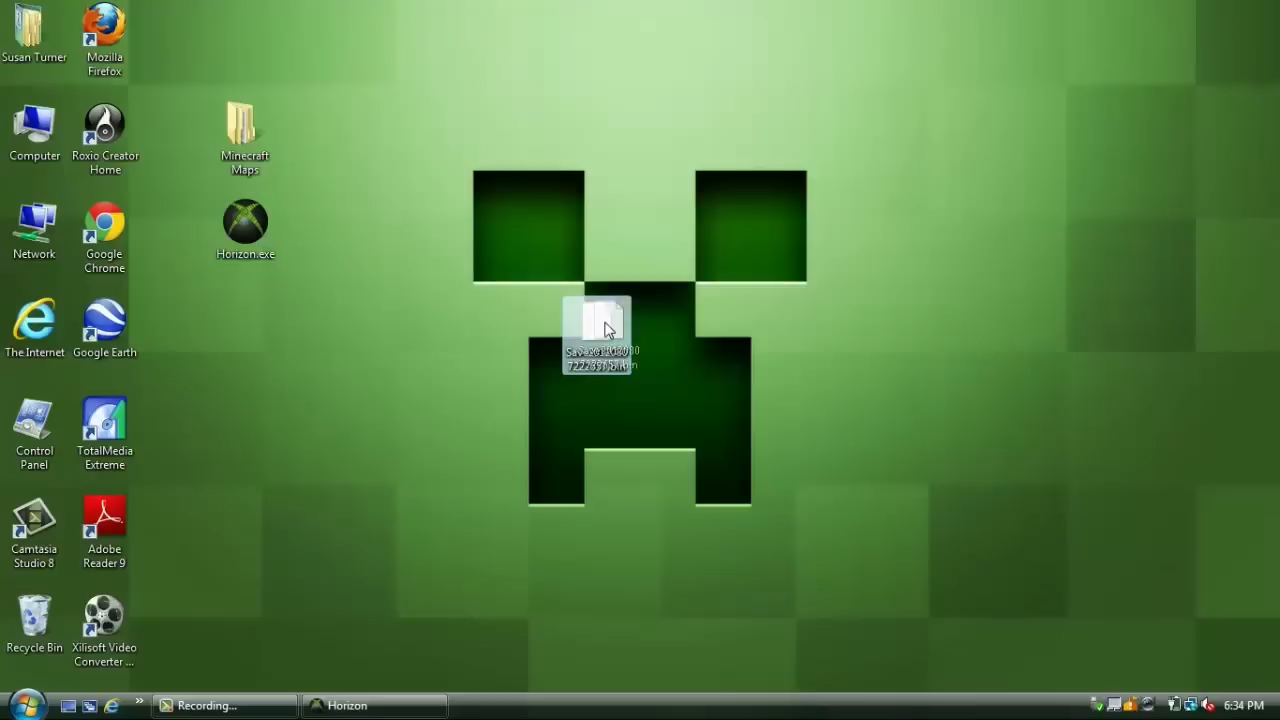 Susan Turner
Mozilla
Firefox
Computer
Roxio Creator
Home
Minecraft
Maps
Network
Google
Chrome
Horizon.exe
The Internet
Google Earth
Control
Panel
TotalMedia
Extreme
Camtasia
Studio 8
Adobe
Reader 9
Recycle Bin
Xilisoft Video
Converter ...
»
Recording...
Horizon
6:34 PM